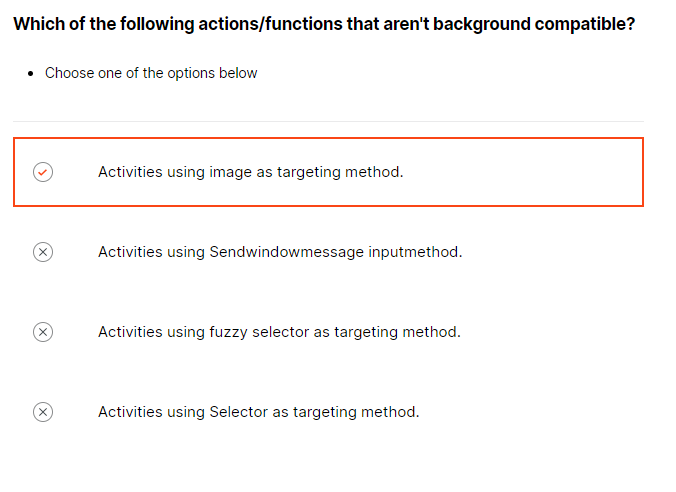 Which of the following actions/functions that aren't background compatible?
Choose one of the options below
Activities using image as targeting method.
Activities using Sendwindowmessage inputmethod.
Activities using fuzzy selector as targeting method.
Activities using Selector as targeting method.